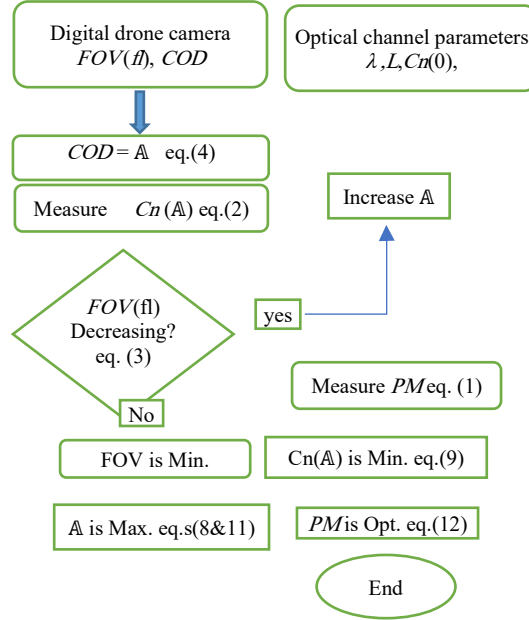 Digital drone camera
FOV(fl), COD
Optical channel parameters
λ ,L,Cn(0),
COD = 𝔸 eq.(4)
Measure Cn (𝔸) eq.(2)
Increase 𝔸
FOV(fl)
Decreasing?
eq. (3)
yes
Measure PM eq. (1)
No
FOV is Min.
Cn(𝔸) is Min. eq.(9)
𝔸 is Max. eq.s(8&11)
PM is Opt. eq.(12)
End